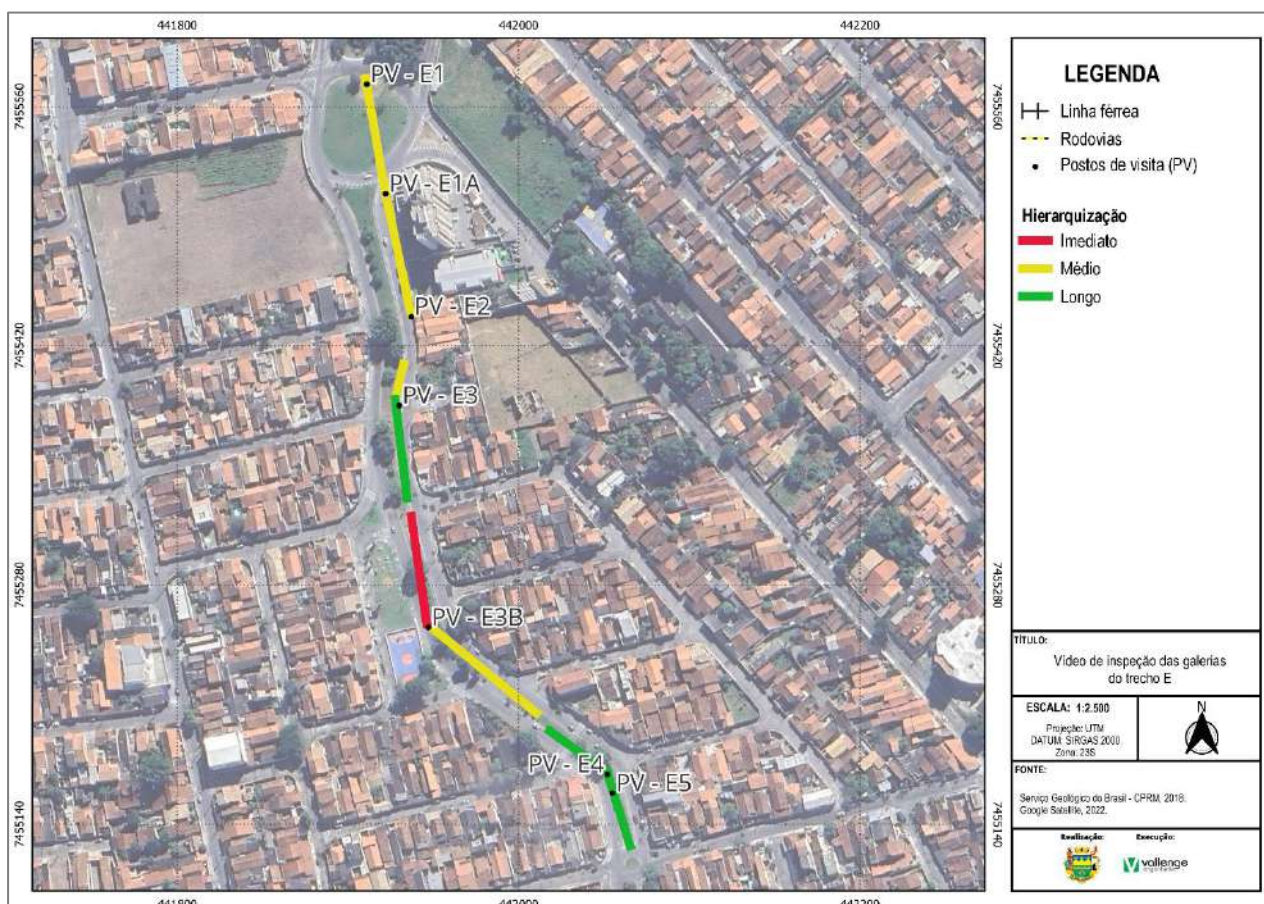 441800
442000
442200
7455560
7455420
7455280
7455140
PV - E1
PV - E1A
PV - E2
PV - E3
PV - E3B
PV - E4
PV - E5
7455560
7455420
7455280
7455140
441800
442000
442200
LEGENDA
Linha férrea
Rodovias
Postos de visita (PV)
Hierarquização
Imediato
Médio
Longo
TÍTULO:
Vídeo de inspeção das galerias
do trecho E
ESCALA: 1:2.500
Projeção: UTM
DATUM: SIRGAS 2000
Zona: 23S
N
FONTE:
Serviço Geológico do Brasil - CPRM, 2018.
Google Satellite, 2022.
Realização:
Execução:
vallenge